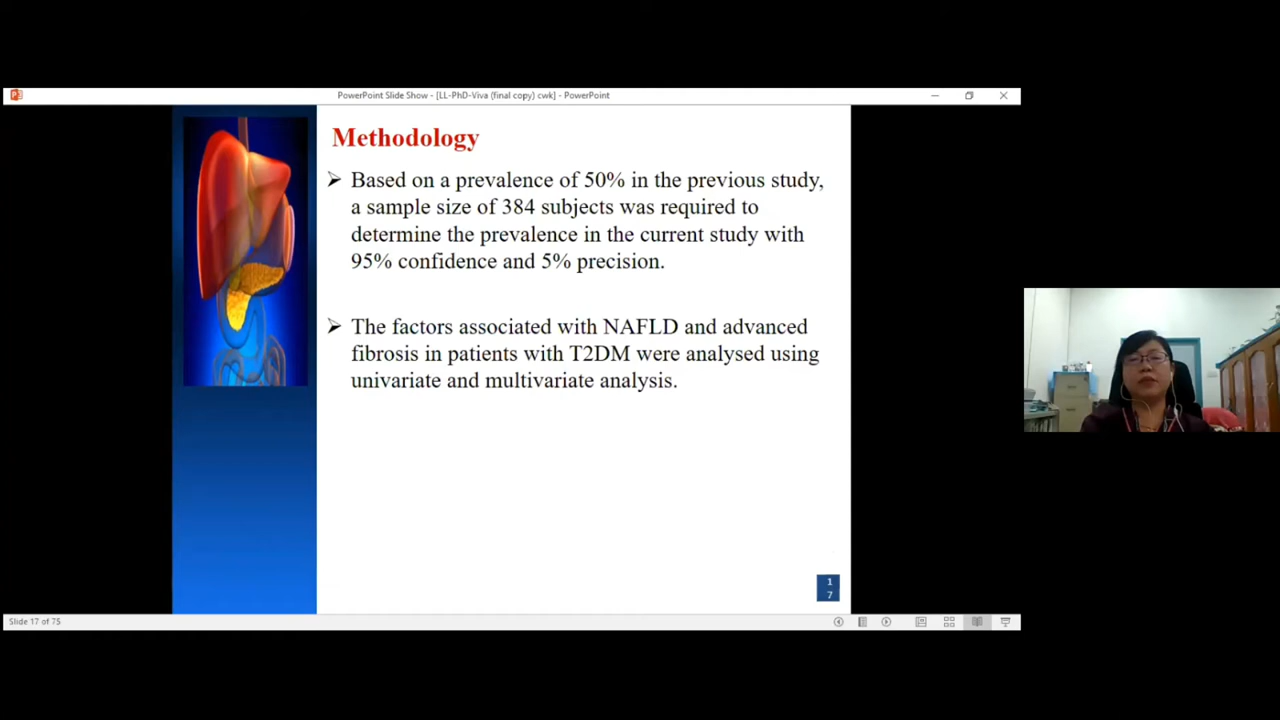 PowerPoint Slide Show - [LL-PhD-Viva (final copy) cwk] - PowerPoint
Methodology
➢ Based on a prevalence of 50% in the previous study,
a sample size of 384 subjects was required to
determine the prevalence in the current study with
95% confidence and 5% precision.
➢ The factors associated with NAFLD and advanced
fibrosis in patients with T2DM were analysed using
univariate and multivariate analysis.
1
7
Slide 17 of 75